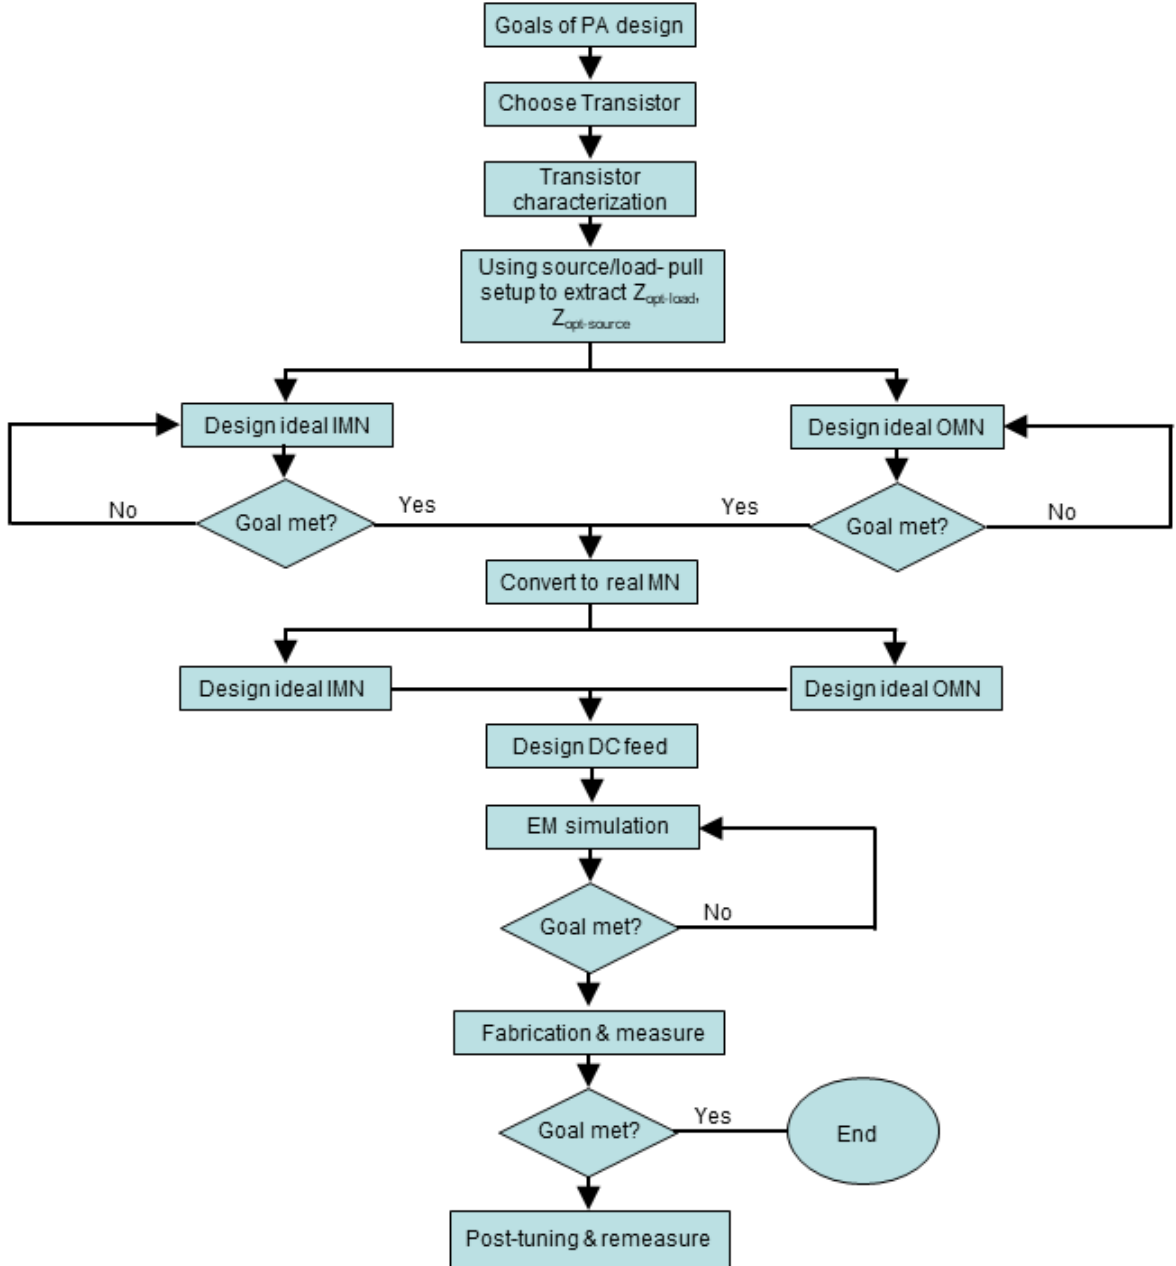 Goals of PA design
Choose Transistor
Transistor
characterization
Using source/load- pull
setup to extract Zopt-load,
Zopt-source
Design ideal IMN
Design ideal OMN
No
Goal met?
Yes
Yes
Goal met?
No
Convert to real MN
Design ideal IMN
Design ideal OMN
Design DC feed
EM simulation
Goal met?
No
Fabrication & measure
Goal met?
Yes
End
Post-tuning & remeasure